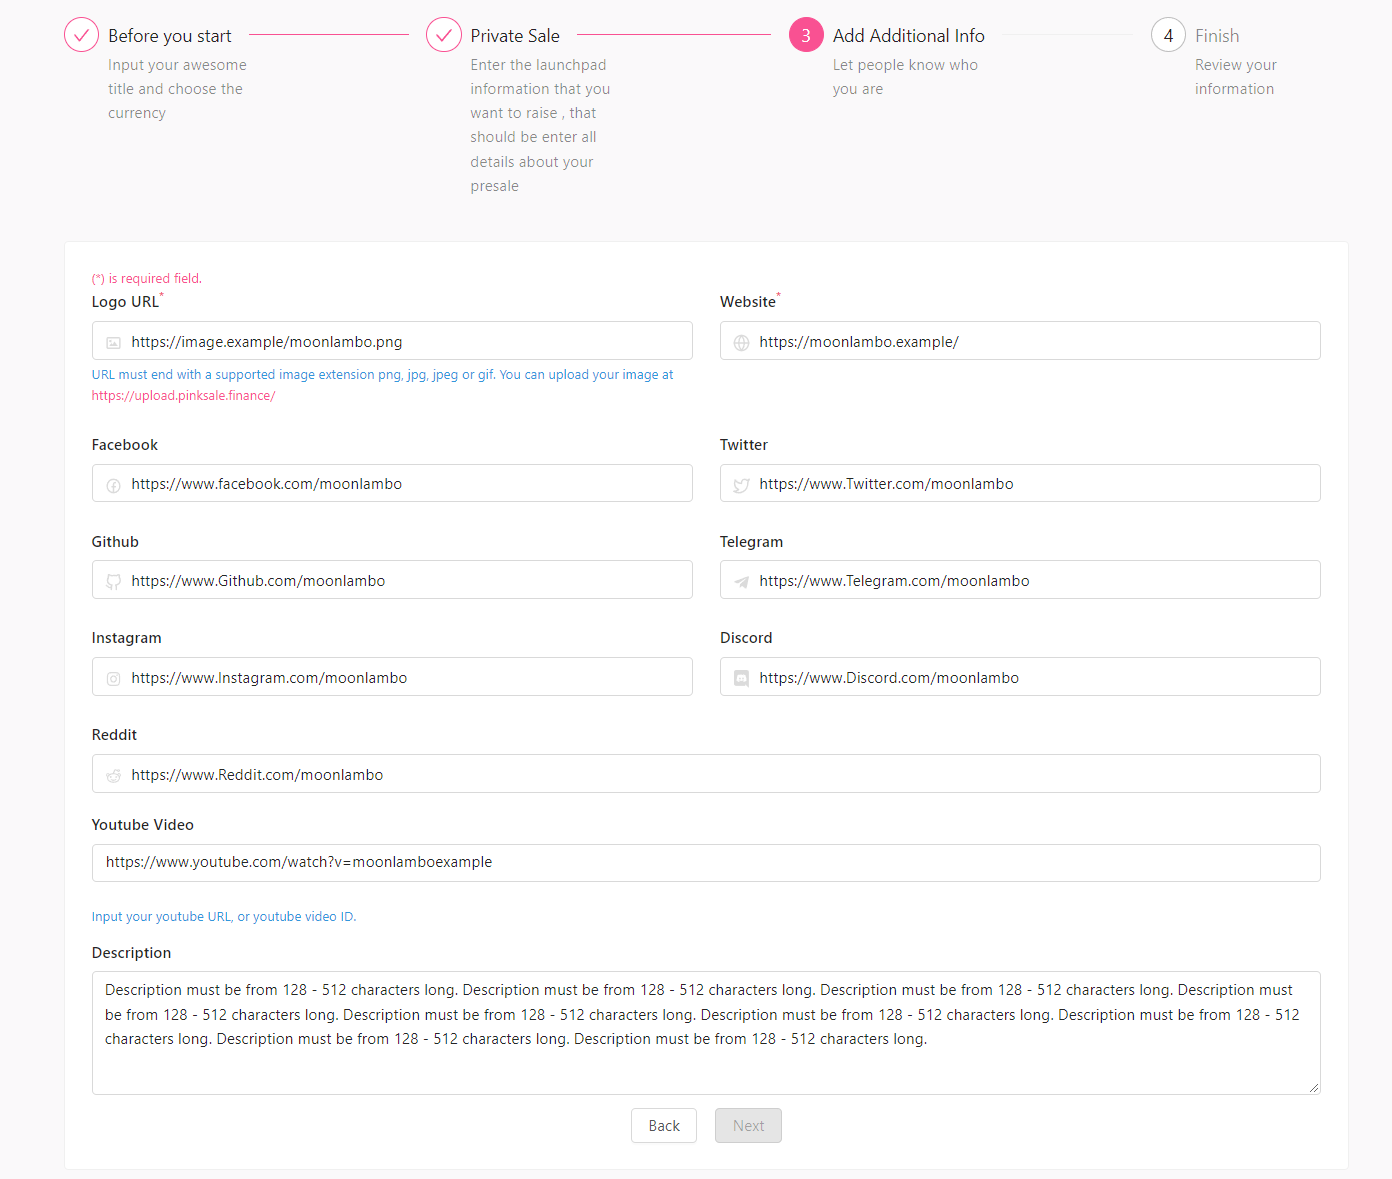 Before you start
Input your awesome
title and choose the
currency
Private Sale
Enter the launchpad
information that you
want to raise , that
should be enter all
details about your
presale
3
Add Additional Info
Let people know who
you are
4
Finish
Review your
information
(*) is required field.
Logo URL*
https://image.example/moonlambo.png
URL must end with a supported image extension png, jpg, jpeg or gif. You can upload your image at
https://upload.pinksale.finance/
Website*
https://moonlambo.example/
Facebook
https://www.facebook.com/moonlambo
Twitter
https://www.Twitter.com/moonlambo
Github
https://www.Github.com/moonlambo
Telegram
https://www.Telegram.com/moonlambo
Instagram
https://www.Instagram.com/moonlambo
Discord
https://www.Discord.com/moonlambo
Reddit
https://www.Reddit.com/moonlambo
Youtube Video
https://www.youtube.com/watch?v=moonlamboexample
Input your youtube URL, or youtube video ID.
Description
Description must be from 128 - 512 characters long. Description must be from 128 - 512 characters long. Description must be from 128 - 512 characters long. Description must
be from 128 - 512 characters long. Description must be from 128 - 512 characters long. Description must be from 128 - 512 characters long. Description must be from 128 - 512
characters long. Description must be from 128 - 512 characters long. Description must be from 128 - 512 characters long.
Back
Next